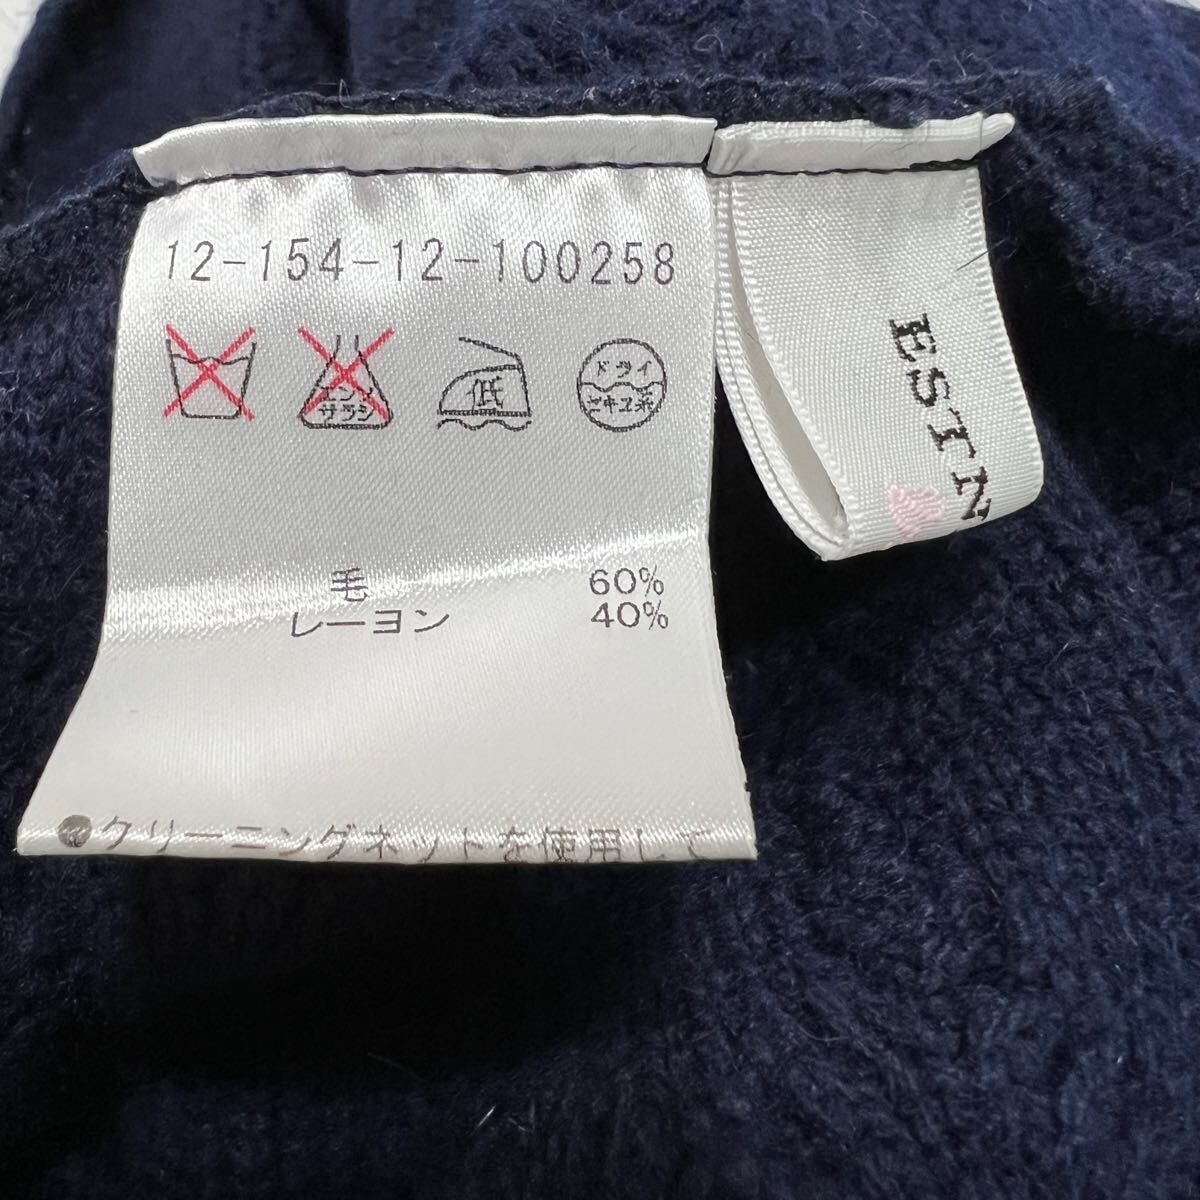 12-154-12-100258
エンソ
サラシ
低
ドライ
セキユ系
毛 60%
レーヨン 40%
●クリーニングネットを使用して
ESTN